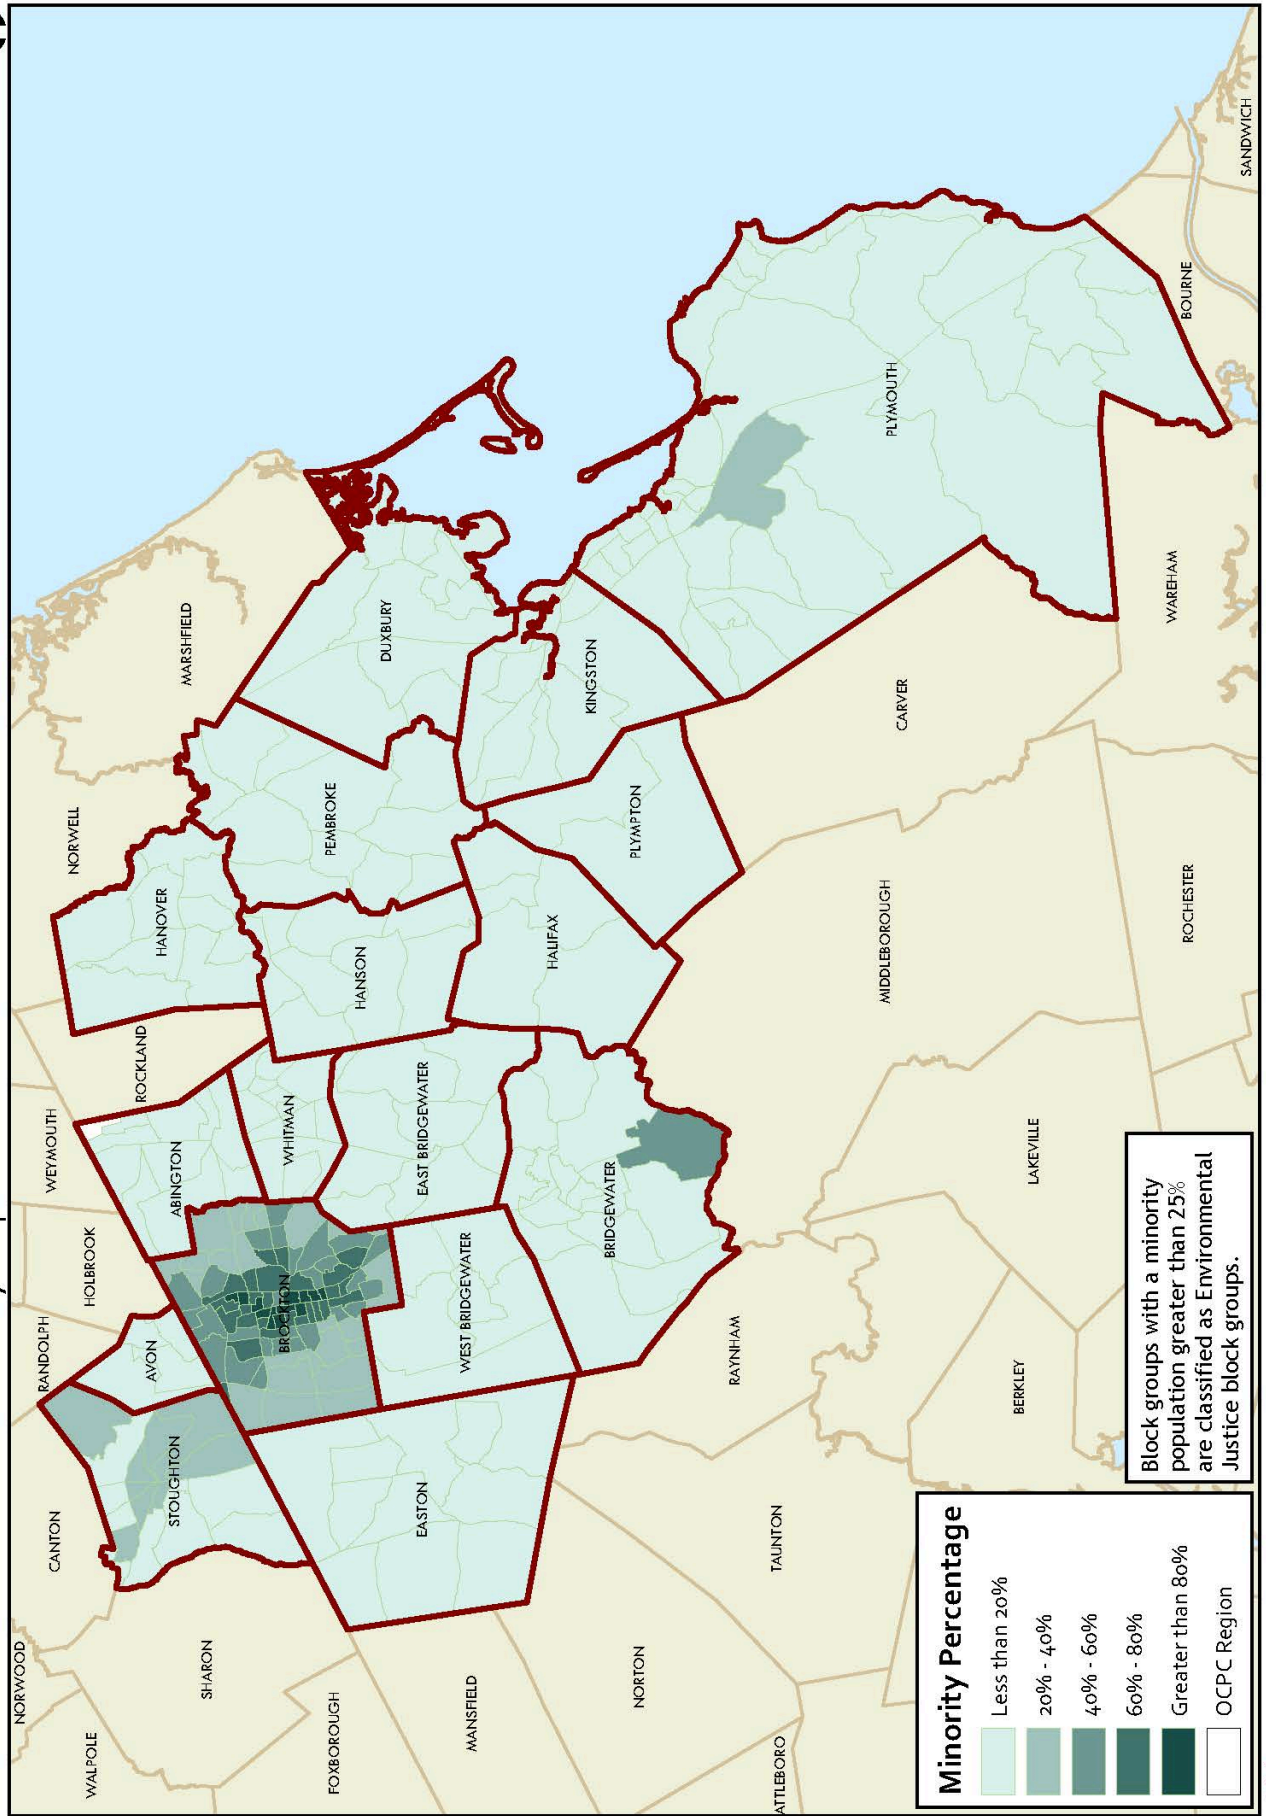 NORWOOD
RANDOLPH
WEYMOUTH
CANTON
NORWELL
WALPOLE
HOLBROOK
ROCKLAND
AVON
HANOVER
STOUGHTON
ABINGTON
MARSHFIELD
SHARON
BROCKTON
WHITMAN
PEMBROKE
FOXBOROUGH
HANSON
DUXBURY
EASTON
EAST BRIDGEWATER
WEST BRIDGEWATER
MANSFIELD
HALIFAX
KINGSTON
BRIDGEWATER
PLYMPTON
NORTON
RAYNHAM
TAUNTON
ATTLEBORO
MIDDLEBOROUGH
PLYMOUTH
CARVER
BERKLEY
LAKEVILLE
WAREHAM
BOURNE
ROCHESTER
SANDWICH
Minority Percentage
Less than 20%
20% - 40%
40% - 60%
60% - 80%
Greater than 80%
OCPC Region
Block groups with a minority
population greater than 25%
are classified as Environmental
Justice block groups.